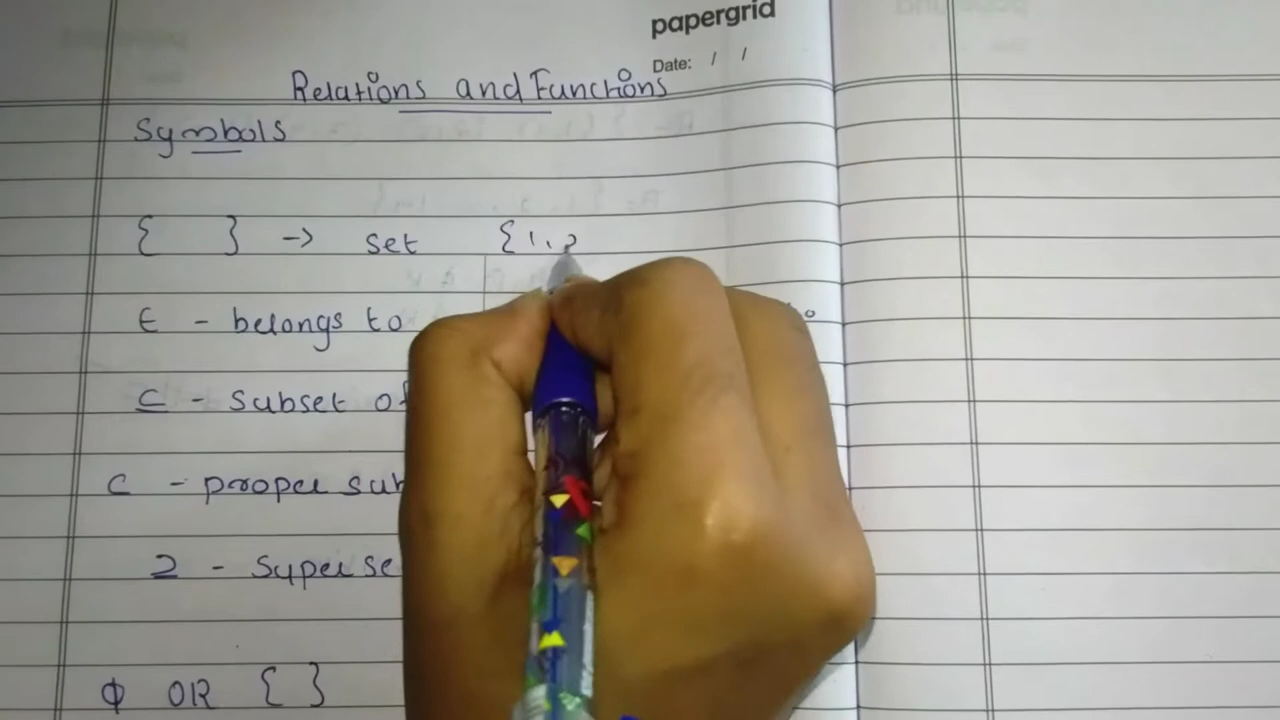 papergrid
Date: / /
Relations and Functions
Symbols
{ } -> set {1,2
∈ - belongs to
⊆ - subset of
⊂ - proper sub
⊇ - superse
ϕ OR { }